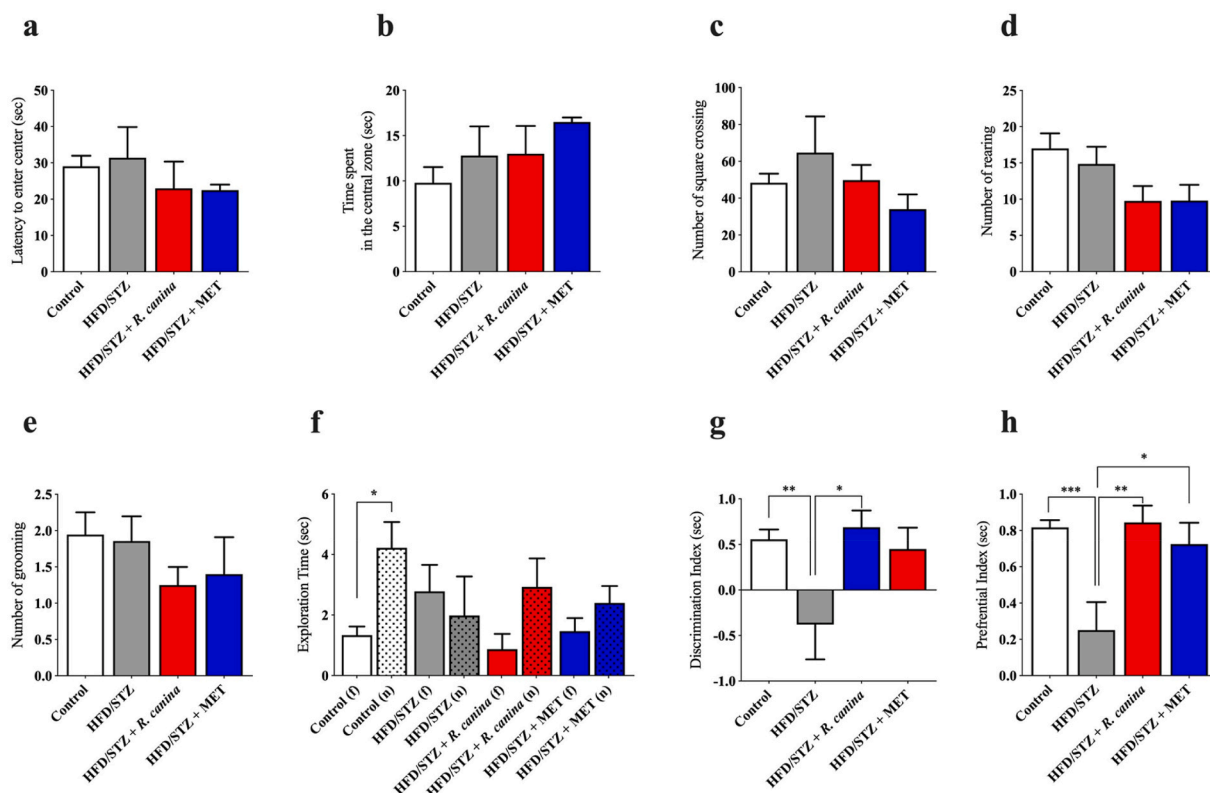 a
Latency to enter center (sec)
50
40
30
20
10
0
Control
HFD/STZ
HFD/STZ + R. canina
HFD/STZ + MET
b
Time spent
in the central zone (sec)
20
15
10
5
0
Control
HFD/STZ
HFD/STZ + R. canina
HFD/STZ + MET
c
Number of square crossing
100
80
60
40
20
0
Control
HFD/STZ
HFD/STZ + R. canina
HFD/STZ + MET
d
Number of rearing
25
20
15
10
5
0
Control
HFD/STZ
HFD/STZ + R. canina
HFD/STZ + MET
e
Number of grooming
2.5
2.0
1.5
1.0
0.5
0.0
Control
HFD/STZ
HFD/STZ + R. canina
HFD/STZ + MET
f
Exploration Time (sec)
6
4
2
0
*
Control (f)
Control (n)
HFD/STZ (f)
HFD/STZ (n)
HFD/STZ + R. canina (f)
HFD/STZ + R. canina (n)
HFD/STZ + MET (f)
HFD/STZ + MET (n)
g
Discrimination Index (sec)
1.0
0.5
0.0
-0.5
-1.0
**
*
Control
HFD/STZ
HFD/STZ + R. canina
HFD/STZ + MET
h
Prefrential Index (sec)
1.0
0.8
0.6
0.4
0.2
0.0
*
***
**
Control
HFD/STZ
HFD/STZ + R. canina
HFD/STZ + MET